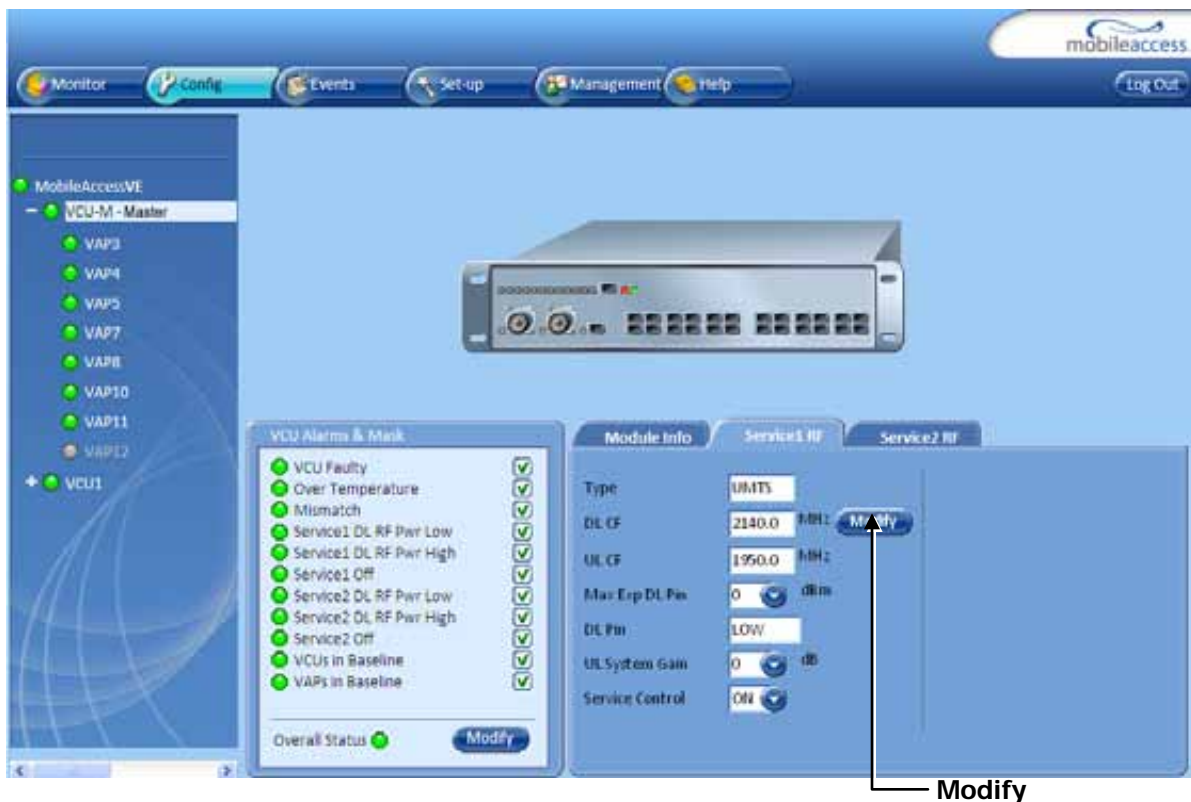 mobileaccess
Monitor Config Events Set-up Management Help Log Out
MobileAccessVE
VCU-M - Master
VAP3
VAP4
VAP5
VAP7
VAP8
VAP10
VAP11
VAP12
VCU1
VCU Alarms & Mask
VCU Faulty
Over Temperature
Mismatch
Service1 DL RF Pwr Low
Service1 DL RF Pwr High
Service1 Off
Service2 DL RF Pwr Low
Service2 DL RF Pwr High
Service2 Off
VCUs in Baseline
VAPs in Baseline
Overall Status Modify
Module Info Service1 RF Service2 RF
Type UMTS
DL CF 2140.0 MHz Modify
UL CF 1950.0 MHz
Max Exp DL Pin 0 dBm
DL Pin LOW
UL System Gain 0 dB
Service Control ON
Modify